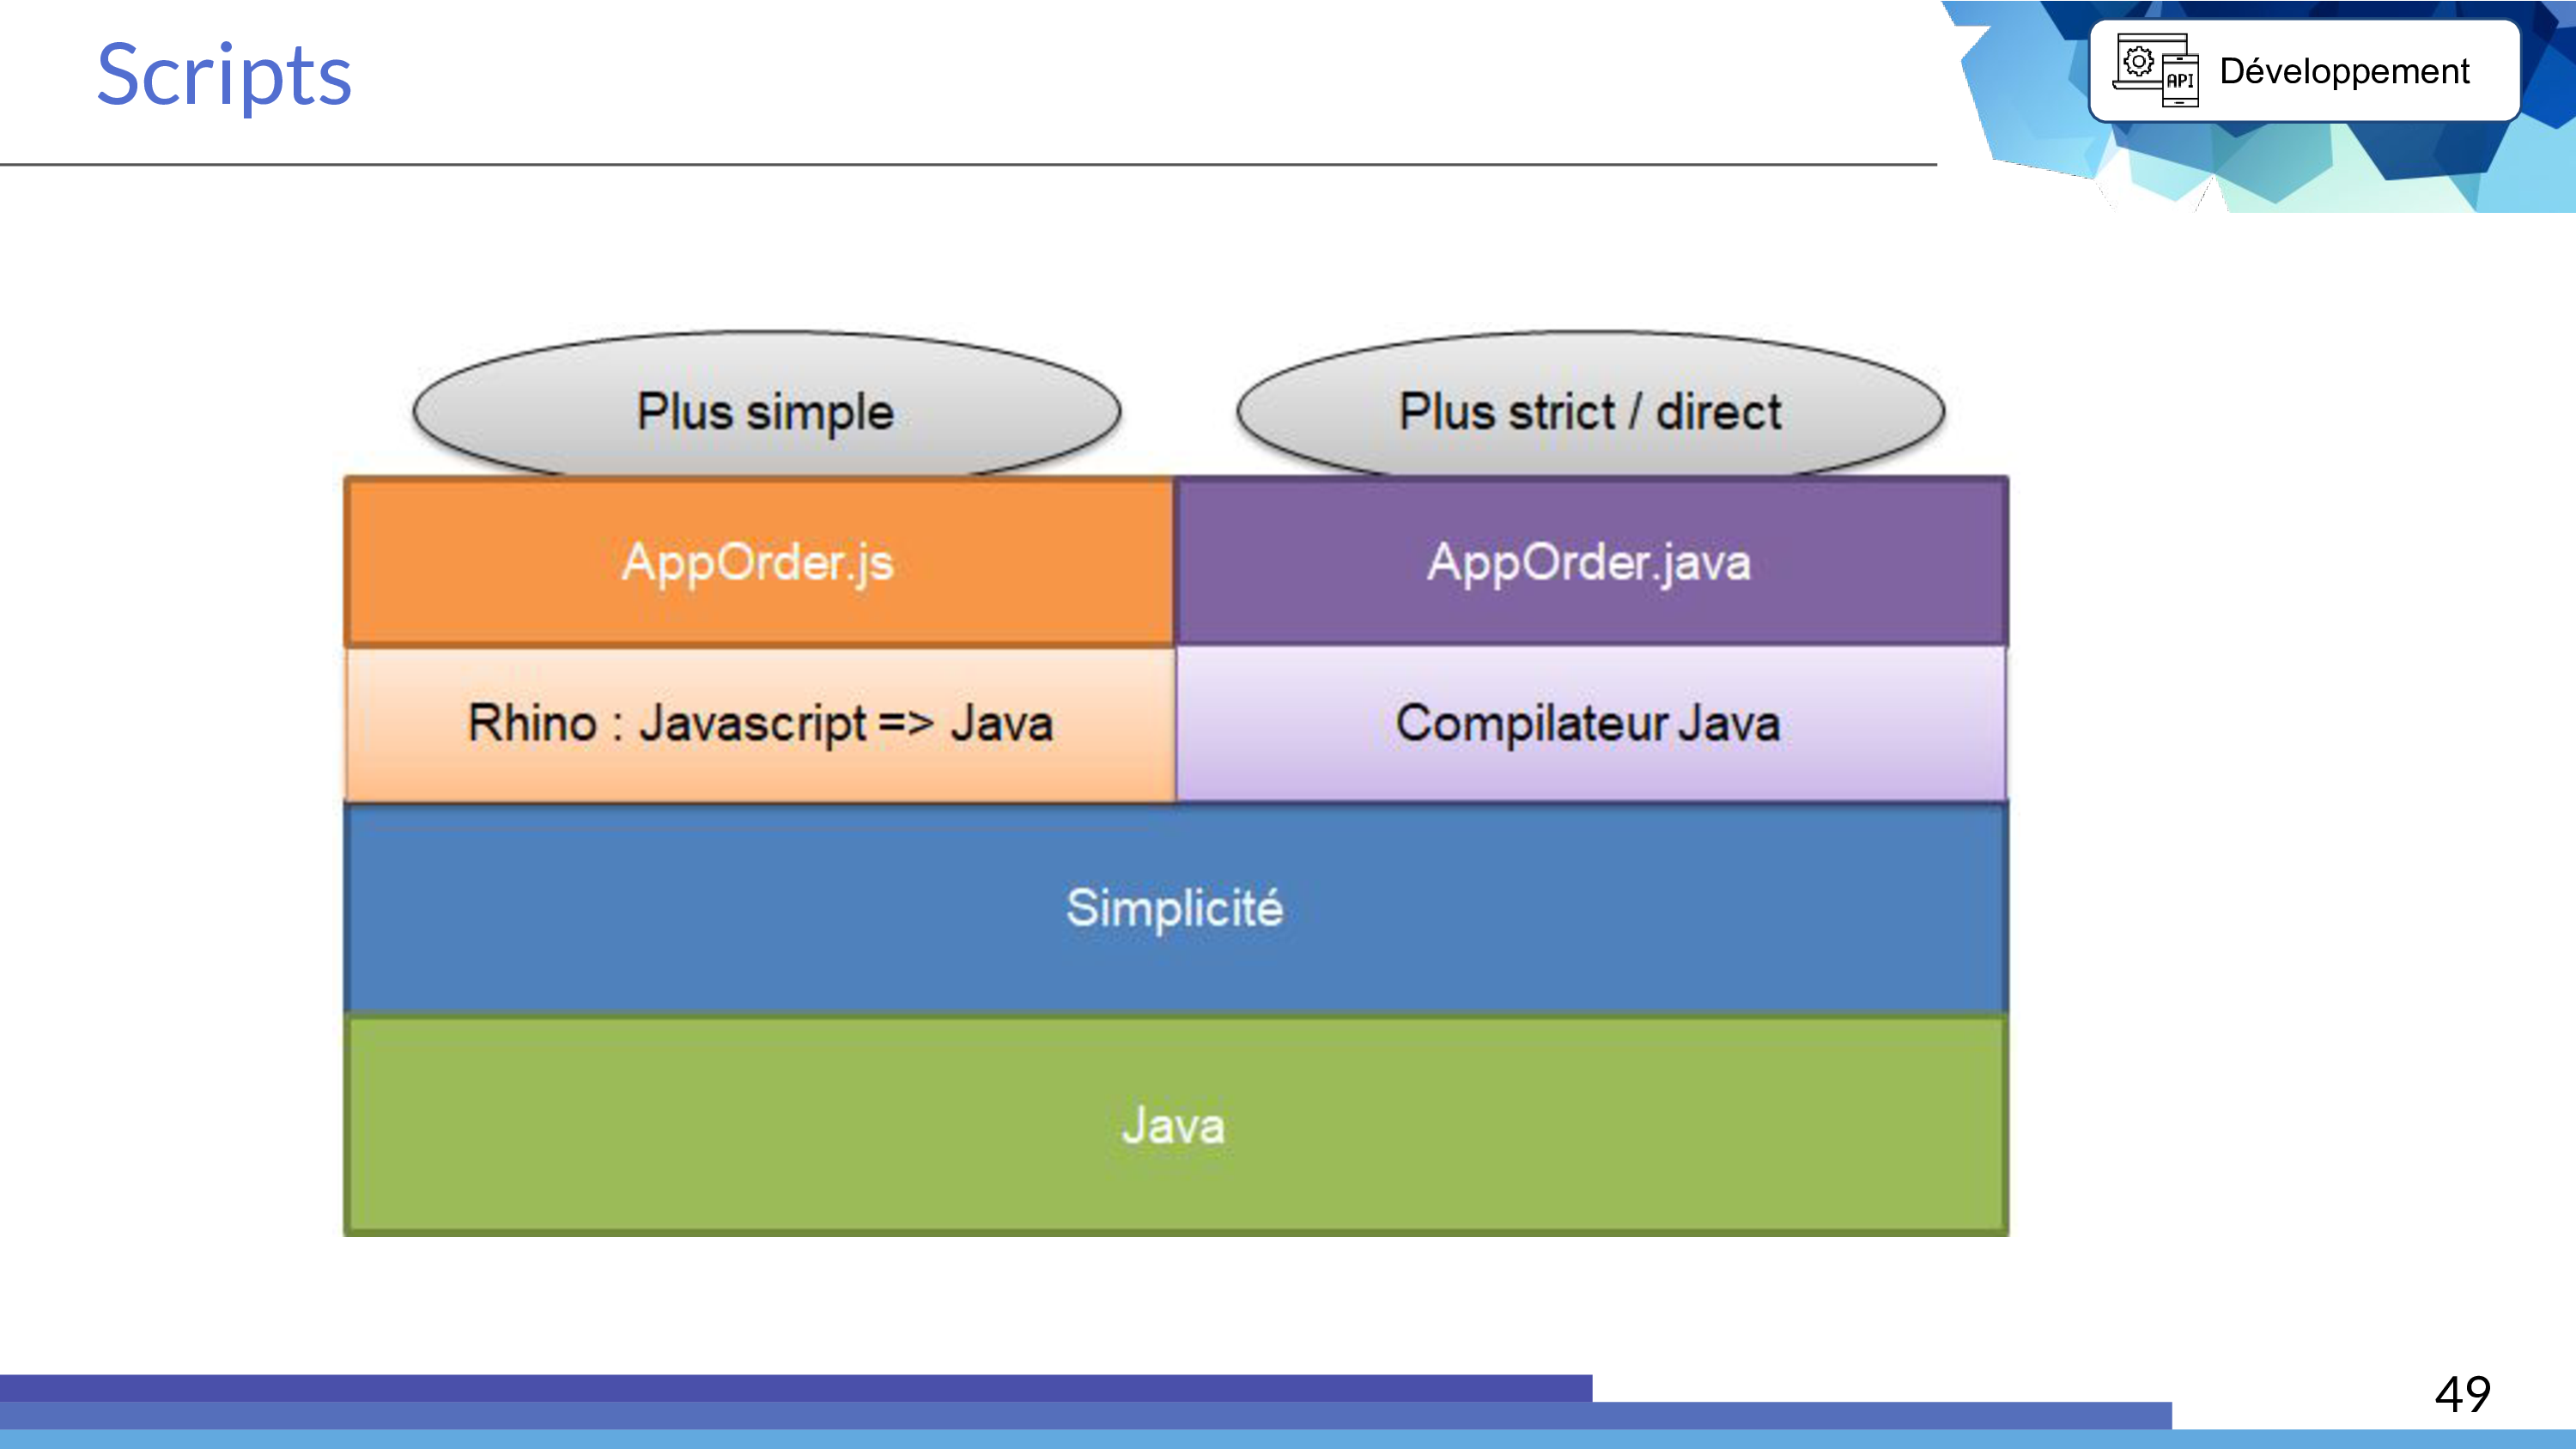 Scripts
API
Développement
Plus simple
Plus strict / direct
AppOrder.js
AppOrder.java
Rhino : Javascript => Java
Compilateur Java
Simplicité
Java
49